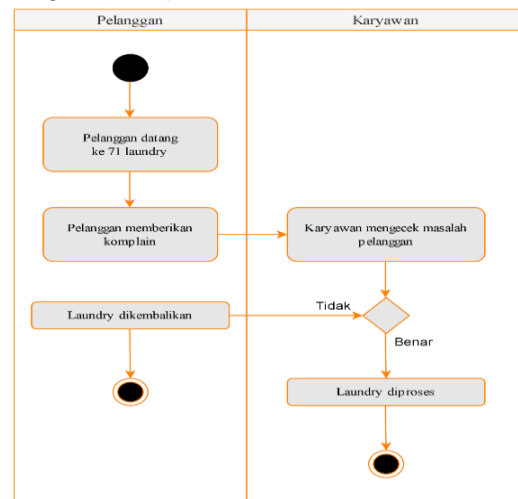 Pelanggan
Karyawan
Pelanggan datang
ke 71 laundry
Pelanggan memberikan
komplain
Karyawan mengecek masalah
pelanggan
Laundry dikembalikan
Tidak
Benar
Laundry diproses